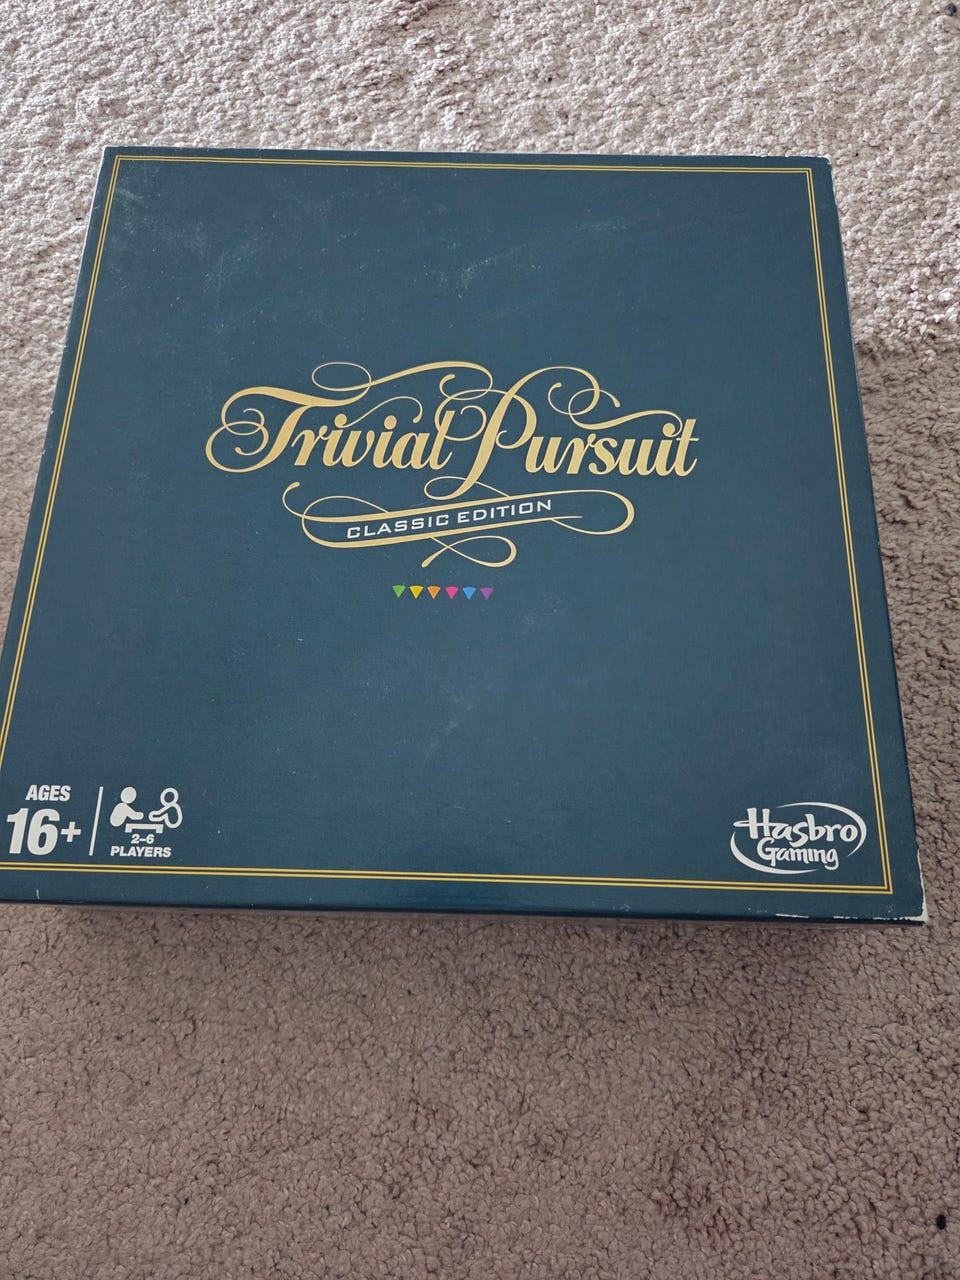 Trivial Pursuit
CLASSIC EDITION
AGES
16+
2-6
PLAYERS
Hasbro
Gaming